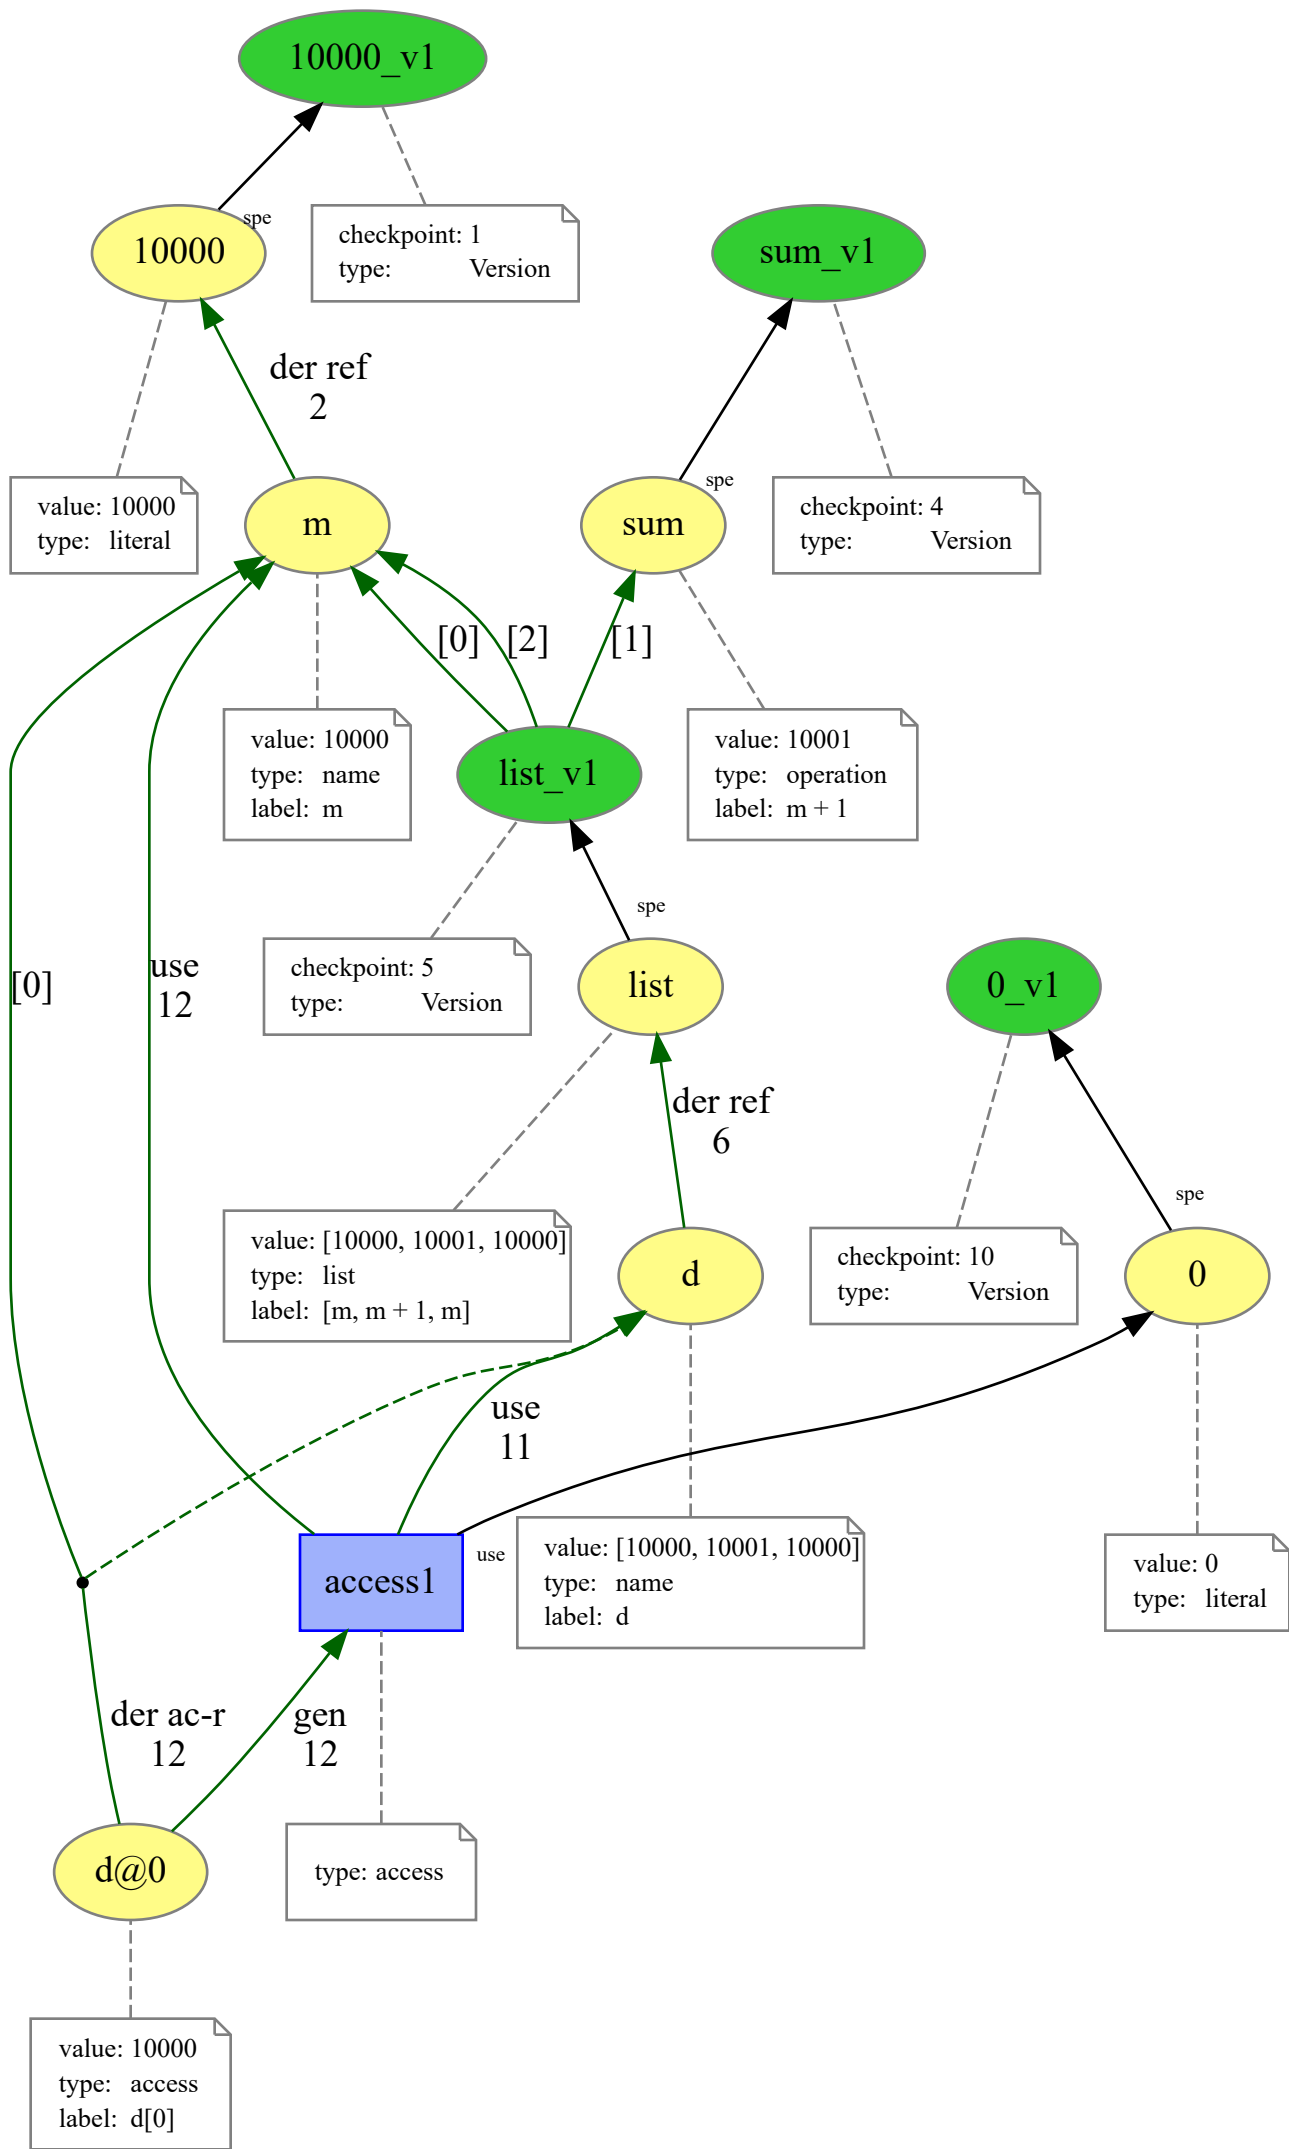 10000_v1
spe
10000
checkpoint: 1
type: Version
sum_v1
der ref
2
value: 10000
type: literal
m
sum
spe
checkpoint: 4
type: Version
[0]
[2]
[1]
value: 10000
type: name
label: m
list_v1
value: 10001
type: operation
label: m + 1
spe
[0]
use
12
checkpoint: 5
type: Version
list
0_v1
der ref
6
spe
value: [10000, 10001, 10000]
type: list
label: [m, m + 1, m]
d
checkpoint: 10
type: Version
0
use
11
access1
use
value: [10000, 10001, 10000]
type: name
label: d
value: 0
type: literal
der ac-r
12
gen
12
d@0
type: access
value: 10000
type: access
label: d[0]